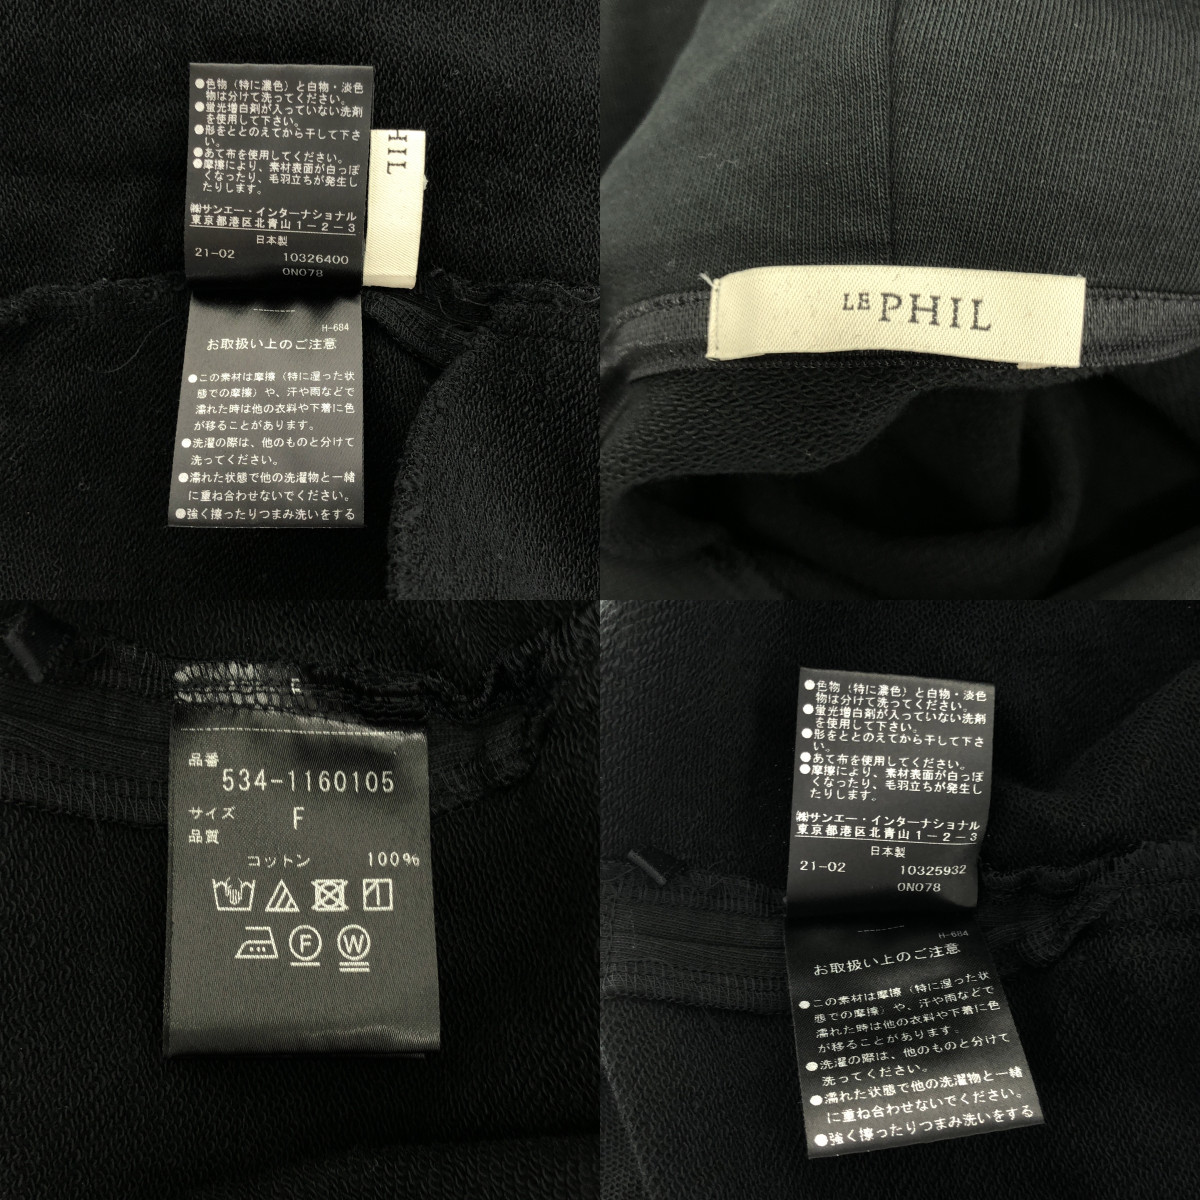 ●色物（特に濃色）と白物・淡色
物は分けて洗ってください。
●蛍光増白剤が入っていない洗剤
を使用して下さい。
●形をととのえてから干して下さ
い。
●あて布を使用してください。
●摩擦により、素材表面が白っぽ
くなったり、毛羽立ちが発生し
たりします。
㈱サンエー・インターナショナル
東京都港区北青山1-2-3
日本製
21-02 10326400
0N078
H-684
お取扱い上のご注意
●この素材は摩擦（特に湿った状
態での摩擦）や、汗や雨などで
濡れた時は他の衣料や下着に色
が移ることがあります。
●洗濯の際は、他のものと分けて
洗ってください。
●濡れた状態で他の洗濯物と一緒
に重ね合わせないでください。
●強く擦ったりつまみ洗いをする
HIL
LE PHIL
品番
534-1160105
サイズ F
品質
コットン 100%
F W
●色物（特に濃色）と白物・淡色
物は分けて洗ってください。
●蛍光増白剤が入っていない洗剤
を使用して下さい。
●形をととのえてから干して下さ
い。
●あて布を使用してください。
●摩擦により、素材表面が白っぽ
くなったり、毛羽立ちが発生し
たりします。
㈱サンエー・インターナショナル
東京都港区北青山1-2-3
日本製
21-02 10325932
0N078
H-684
お取扱い上のご注意
●この素材は摩擦（特に湿った状
態での摩擦）や、汗や雨などで
濡れた時は他の衣料や下着に色
が移ることがあります。
●洗濯の際は、他のものと分けて
洗ってください。
●濡れた状態で他の洗濯物と一緒
に重ね合わせないでください。
●強く擦ったりつまみ洗いをする